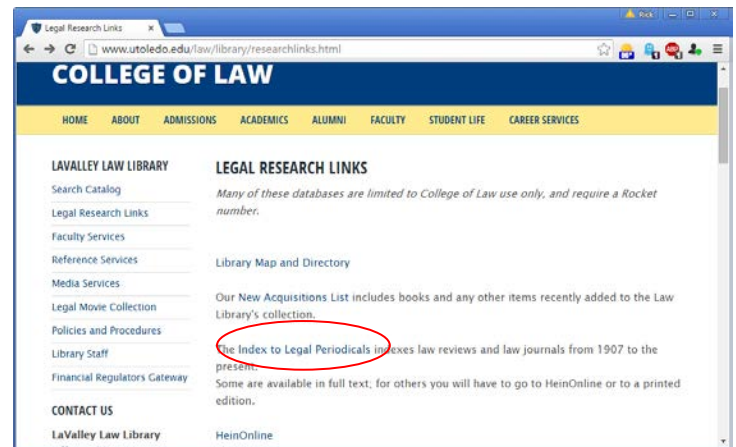 Legal Research Links
Rick
www.utoledo.edu/law/library/researchlinks.html
COLLEGE OF LAW
HOME ABOUT ADMISSIONS ACADEMICS ALUMNI FACULTY STUDENT LIFE CAREER SERVICES
LAVALLEY LAW LIBRARY
Search Catalog
Legal Research Links
Faculty Services
Reference Services
Media Services
Legal Movie Collection
Policies and Procedures
Library Staff
Financial Regulators Gateway
CONTACT US
LaValley Law Library
LEGAL RESEARCH LINKS
Many of these databases are limited to College of Law use only, and require a Rocket
number.
Library Map and Directory
Our New Acquisitions List includes books and any other items recently added to the Law
Library's collection.
The Index to Legal Periodicals indexes law reviews and law journals from 1907 to the
present.
Some are available in full text; for others you will have to go to HeinOnline or to a printed
edition.
HeinOnline